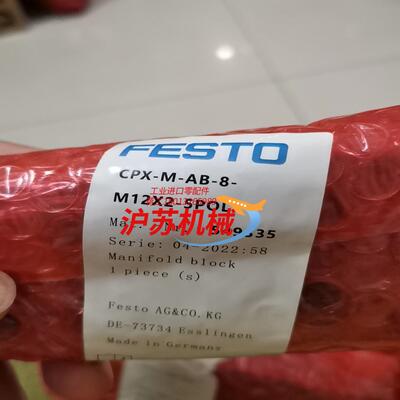 FESTO
CPX-M-AB-8-
M12X2-5POL
工业进口零配件
沪苏机械
Serie: 04-2022:58
Manifold block
1 piece (s)
Festo AG&CO.KG
DE-73734 Esslingen
Made in Germany